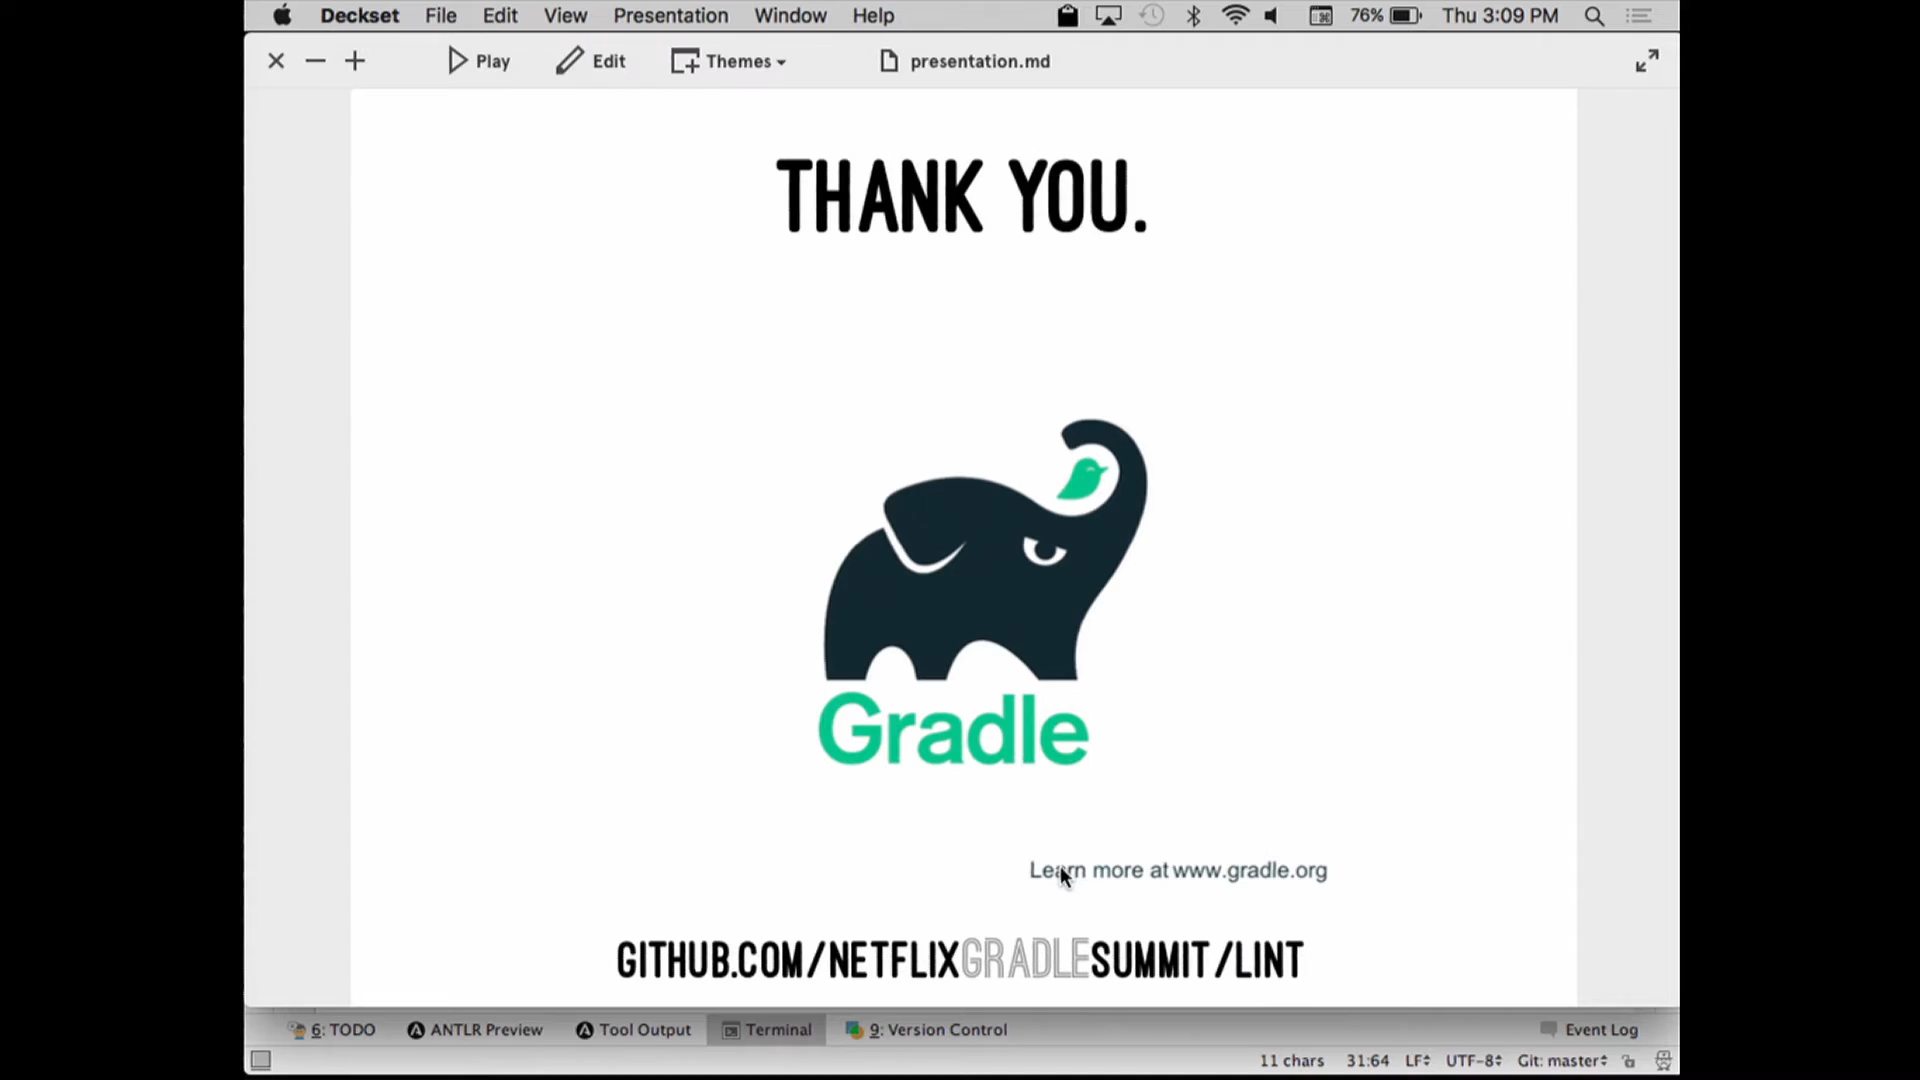 Deckset File Edit View Presentation Window Help 76% Thu 3:09 PM
Play Edit Themes presentation.md
THANK YOU.
Gradle
Learn more at www.gradle.org
GITHUB.COM/NETFLIXGRADLESUMMIT/LINT
6: TODO ANTLR Preview Tool Output Terminal 9: Version Control Event Log
11 chars 31:64 LF UTF-8 Git: master